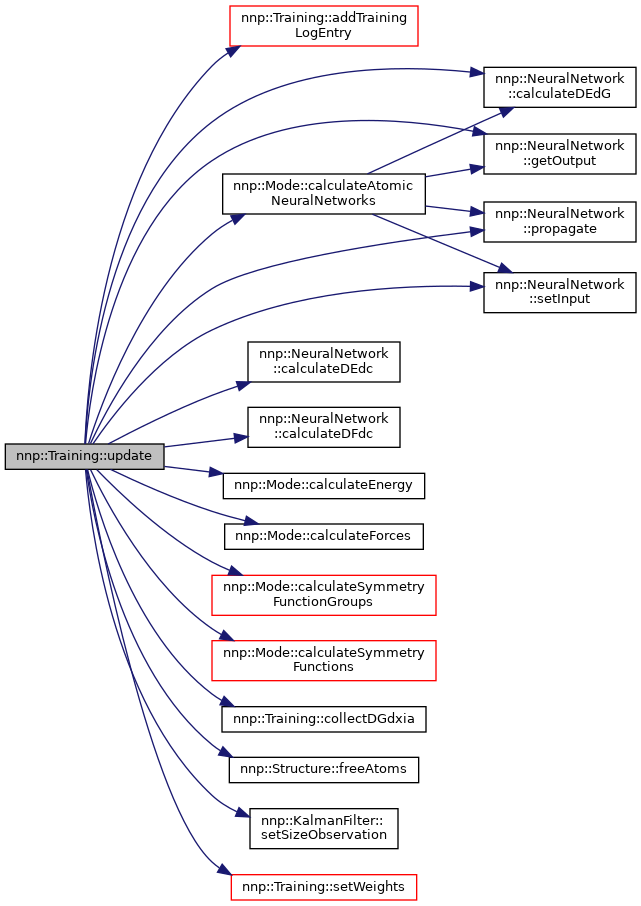 nnp::Training::addTraining
LogEntry
nnp::NeuralNetwork
::calculateDEdG
nnp::NeuralNetwork
::getOutput
nnp::Mode::calculateAtomic
NeuralNetworks
nnp::NeuralNetwork
::propagate
nnp::NeuralNetwork
::setInput
nnp::NeuralNetwork
::calculateDEdc
nnp::NeuralNetwork
::calculateDFdc
nnp::Training::update
nnp::Mode::calculateEnergy
nnp::Mode::calculateForces
nnp::Mode::calculateSymmetry
FunctionGroups
nnp::Mode::calculateSymmetry
Functions
nnp::Training::collectDGdxia
nnp::Structure::freeAtoms
nnp::KalmanFilter::
setSizeObservation
nnp::Training::setWeights